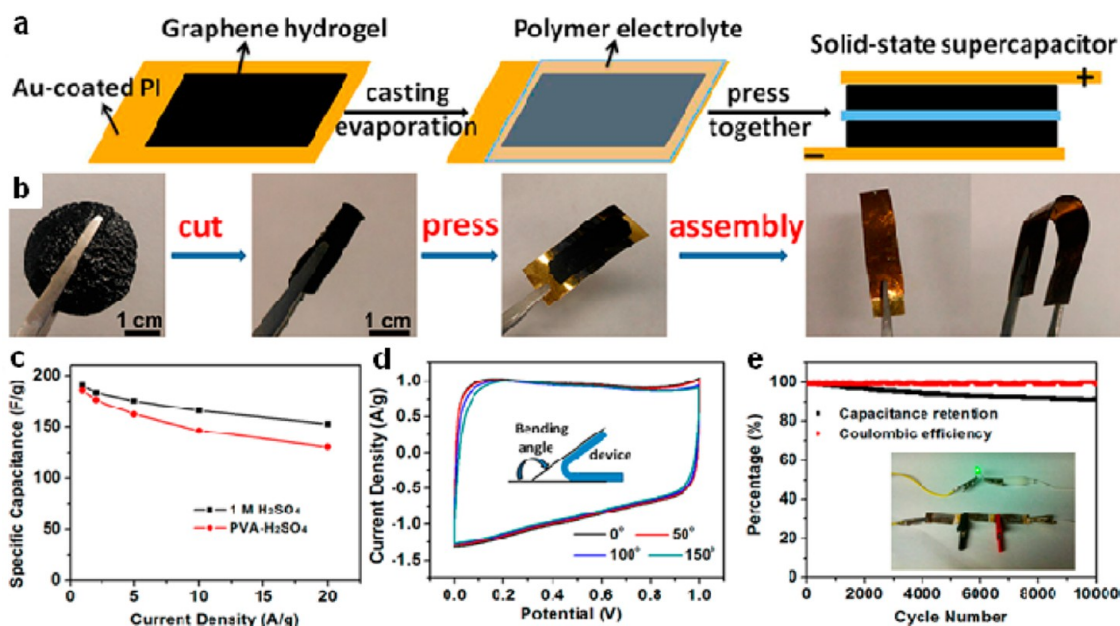 a
Graphene hydrogel
Polymer electrolyte
Solid-state supercapacitor
Au-coated PI
casting
evaporation
press
together
+
−
b
cut
press
assembly
1 cm
1 cm
c
200
150
100
50
0
0
5
10
15
20
Specific Capacitance (F/g)
Current Density (A/g)
1 M H₂SO₄
PVA-H₂SO₄
d
1.0
0.5
0.0
-0.5
-1.0
-1.5
0.0
0.2
0.4
0.6
0.8
1.0
Current Density (A/g)
Potential (V)
Bending
angle
device
0°
50°
100°
150°
e
100
80
60
40
20
0
0
2000
4000
6000
8000
10000
Percentage (%)
Cycle Number
Capacitance retention
Coulombic efficiency